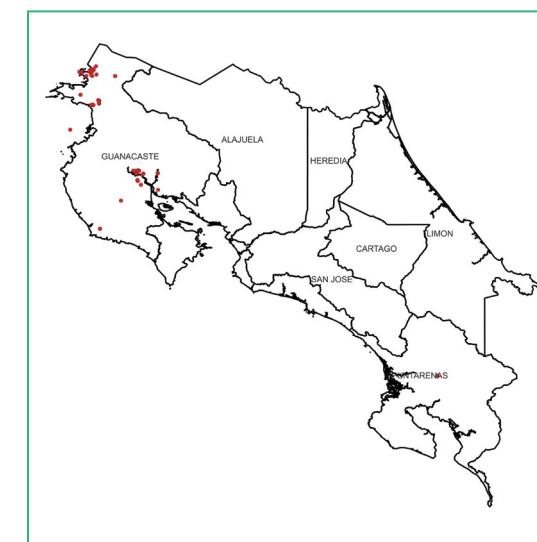 ALAJUELA
GUANACASTE
HEREDIA
LIMON
CARTAGO
SAN JOSE
PUNTARENAS